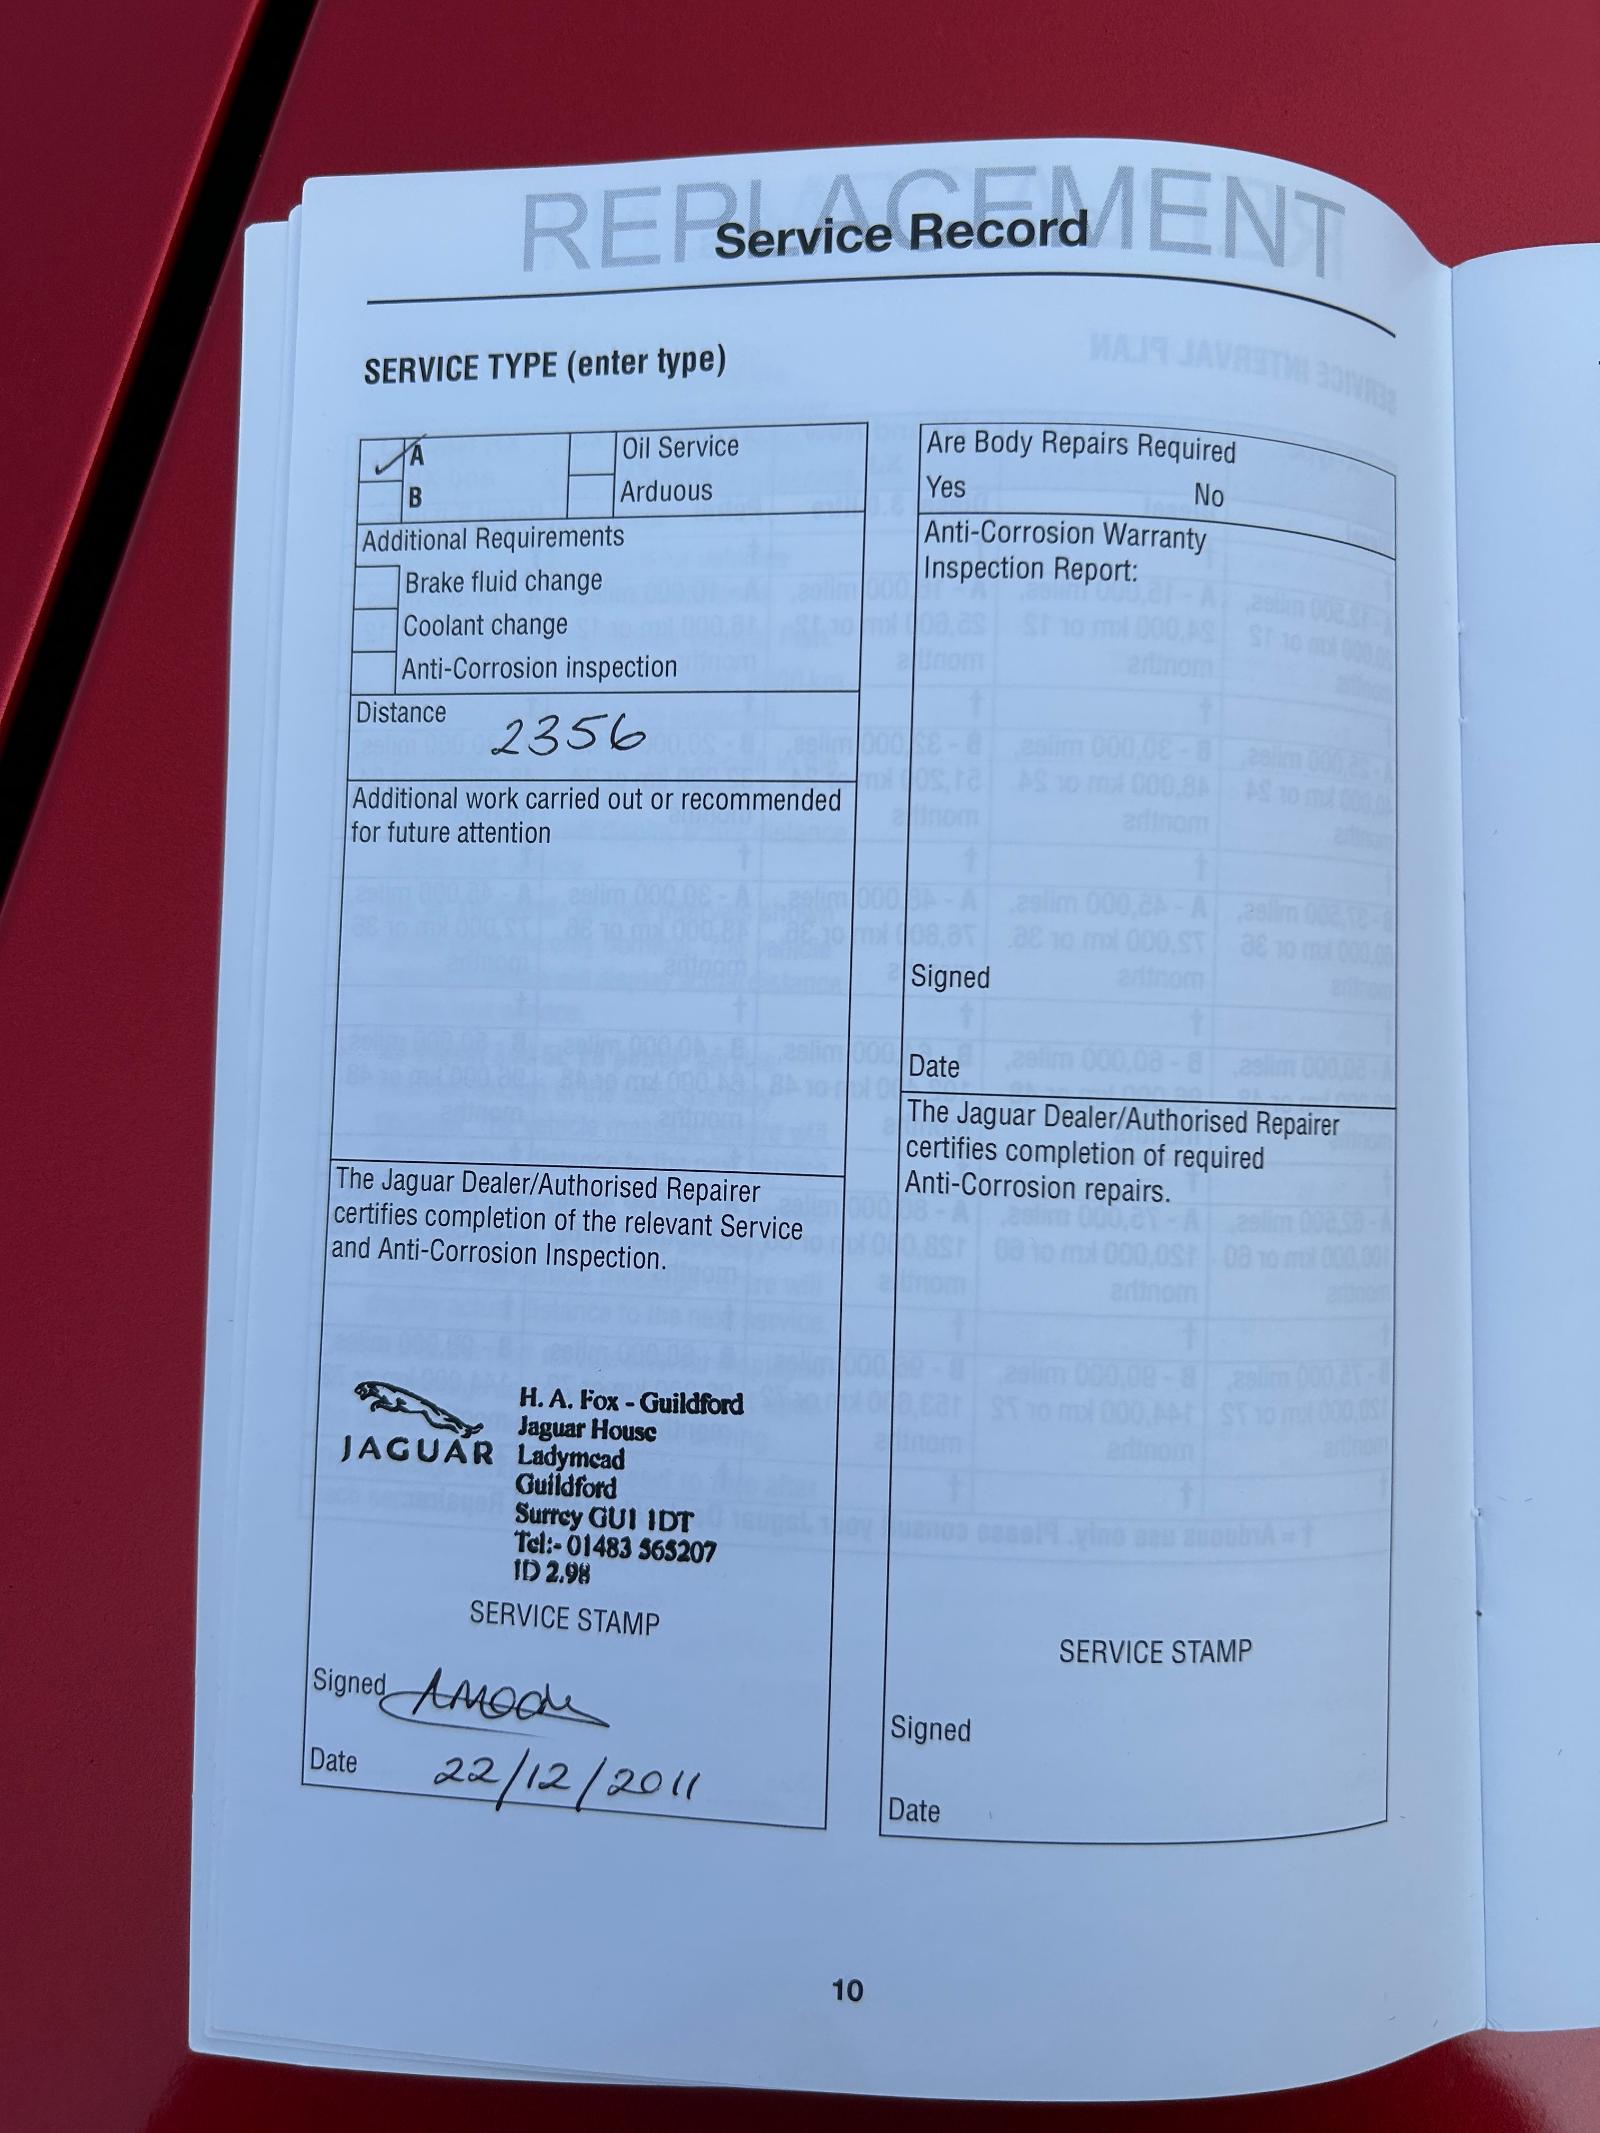 REPLACEMENT
Service Record
SERVICE TYPE (enter type)
A
B
Oil Service
Arduous
Additional Requirements
Brake fluid change
Coolant change
Anti-Corrosion inspection
Distance
2356
Additional work carried out or recommended
for future attention
The Jaguar Dealer/Authorised Repairer
certifies completion of the relevant Service
and Anti-Corrosion Inspection.
JAGUAR
H. A. Fox - Guildford
Jaguar House
Ladymead
Guildford
Surrey GU1 1DT
Tel:- 01483 565207
ID 2.98
SERVICE STAMP
Signed
Date 22/12/2011
Are Body Repairs Required
Yes No
Anti-Corrosion Warranty
Inspection Report:
Signed
Date
The Jaguar Dealer/Authorised Repairer
certifies completion of required
Anti-Corrosion repairs.
SERVICE STAMP
Signed
Date
10